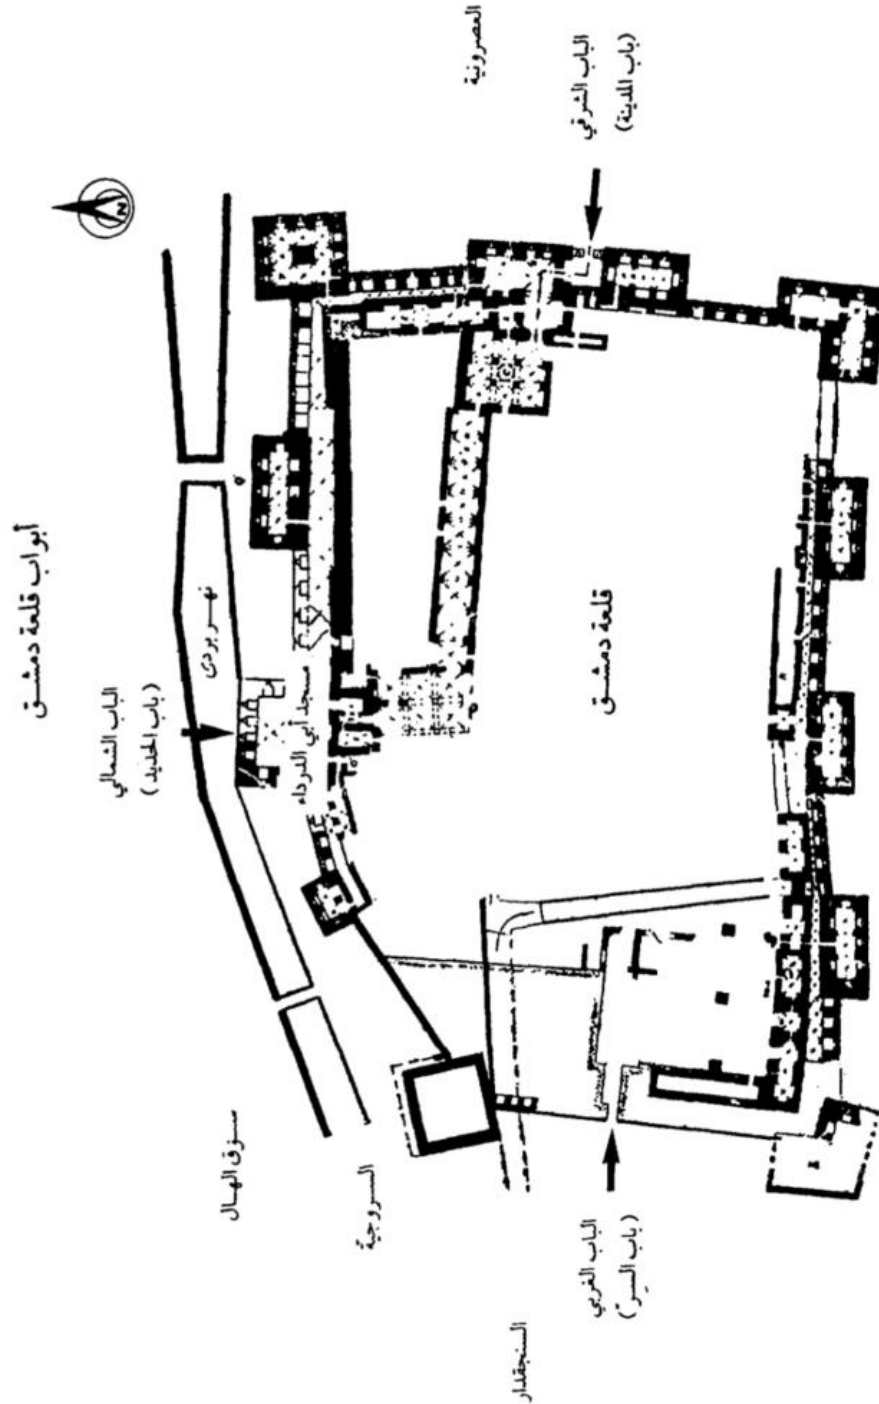 أبواب قلعة دمشق
N
العصرونية
الباب الشرقي
(باب المدينة)
نهر بردى
الباب الشمالي
(باب الحديد)
مسجد أبي الدرداء
قلعة دمشق
سوق الهال
السروجية
الباب الغربي
(باب السرّ)
السنجقدار